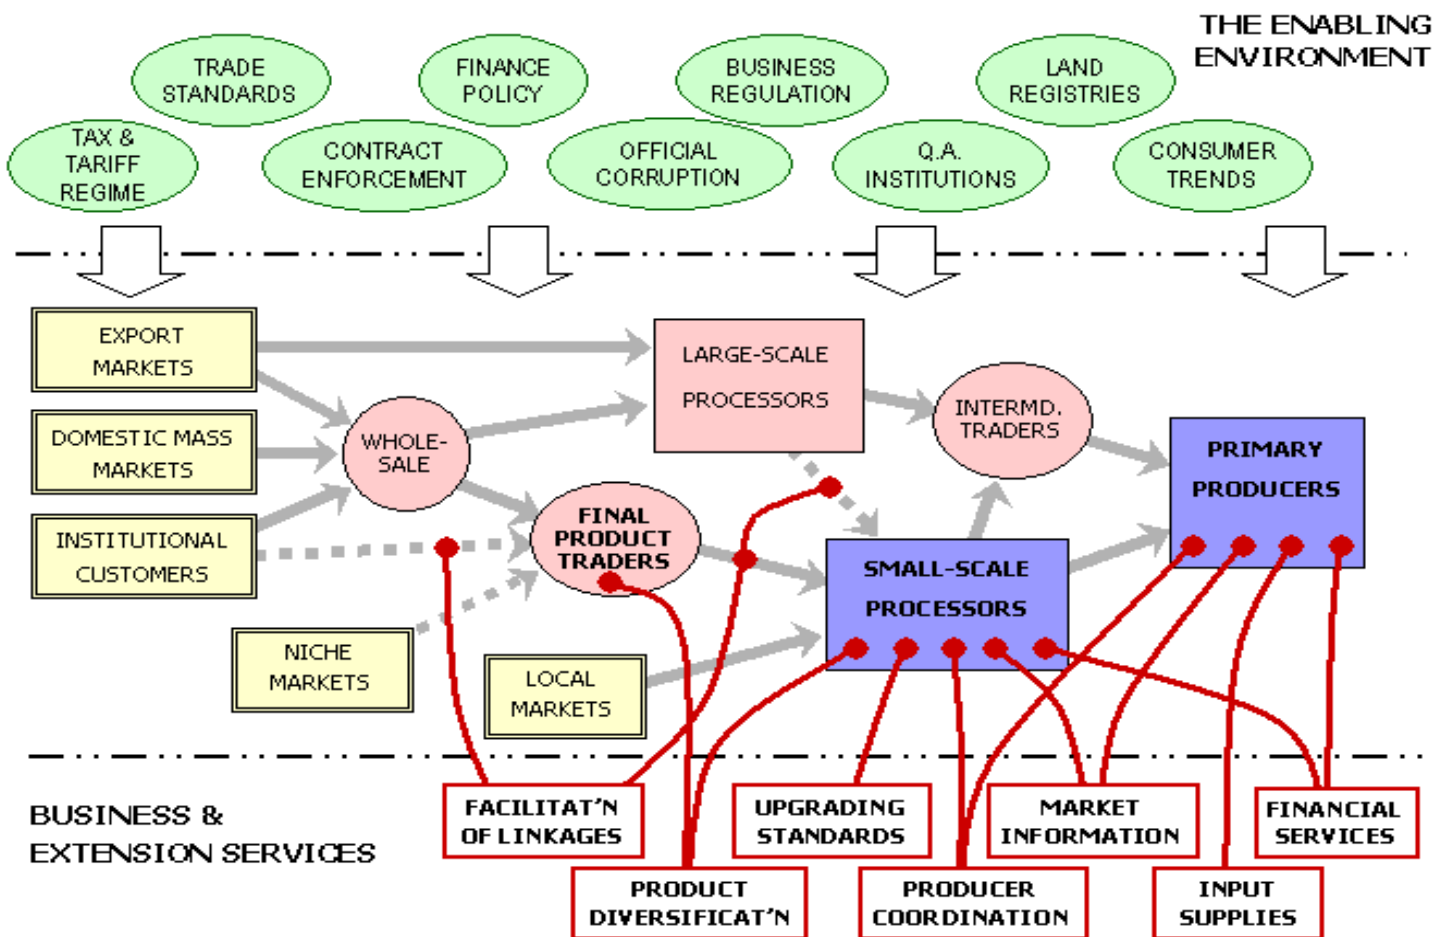 THE ENABLING
ENVIRONMENT
TRADE
STANDARDS
FINANCE
POLICY
BUSINESS
REGULATION
LAND
REGISTRIES
TAX &
TARIFF
REGIME
CONTRACT
ENFORCEMENT
OFFICIAL
CORRUPTION
Q.A.
INSTITUTIONS
CONSUMER
TRENDS
EXPORT
MARKETS
LARGE-SCALE
PROCESSORS
DOMESTIC MASS
MARKETS
WHOLE-
SALE
INTERMD.
TRADERS
PRIMARY
PRODUCERS
INSTITUTIONAL
CUSTOMERS
FINAL
PRODUCT
TRADERS
SMALL-SCALE
PROCESSORS
NICHE
MARKETS
LOCAL
MARKETS
BUSINESS &
EXTENSION SERVICES
FACILITAT'N
OF LINKAGES
UPGRADING
STANDARDS
MARKET
INFORMATION
FINANCIAL
SERVICES
PRODUCT
DIVERSIFICAT'N
PRODUCER
COORDINATION
INPUT
SUPPLIES